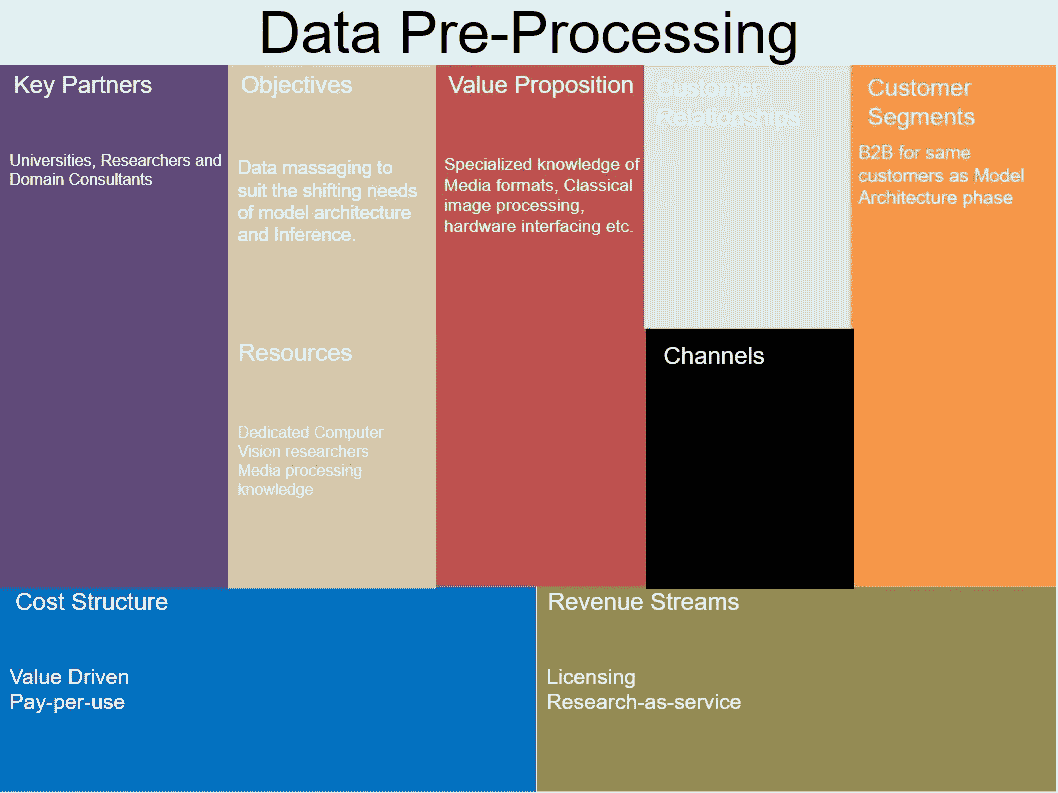 Data Pre-Processing
Key Partners
Universities, Researchers and
Domain Consultants
Objectives
Data massaging to
suit the shifting needs
of model architecture
and Inference.
Resources
Dedicated Computer
Vision researchers
Media processing
knowledge
Value Proposition
Specialized knowledge of
Media formats, Classical
image processing,
hardware interfacing etc.
Customer
Relationships
Channels
Customer
Segments
B2B for same
customers as Model
Architecture phase
Cost Structure
Value Driven
Pay-per-use
Revenue Streams
Licensing
Research-as-service